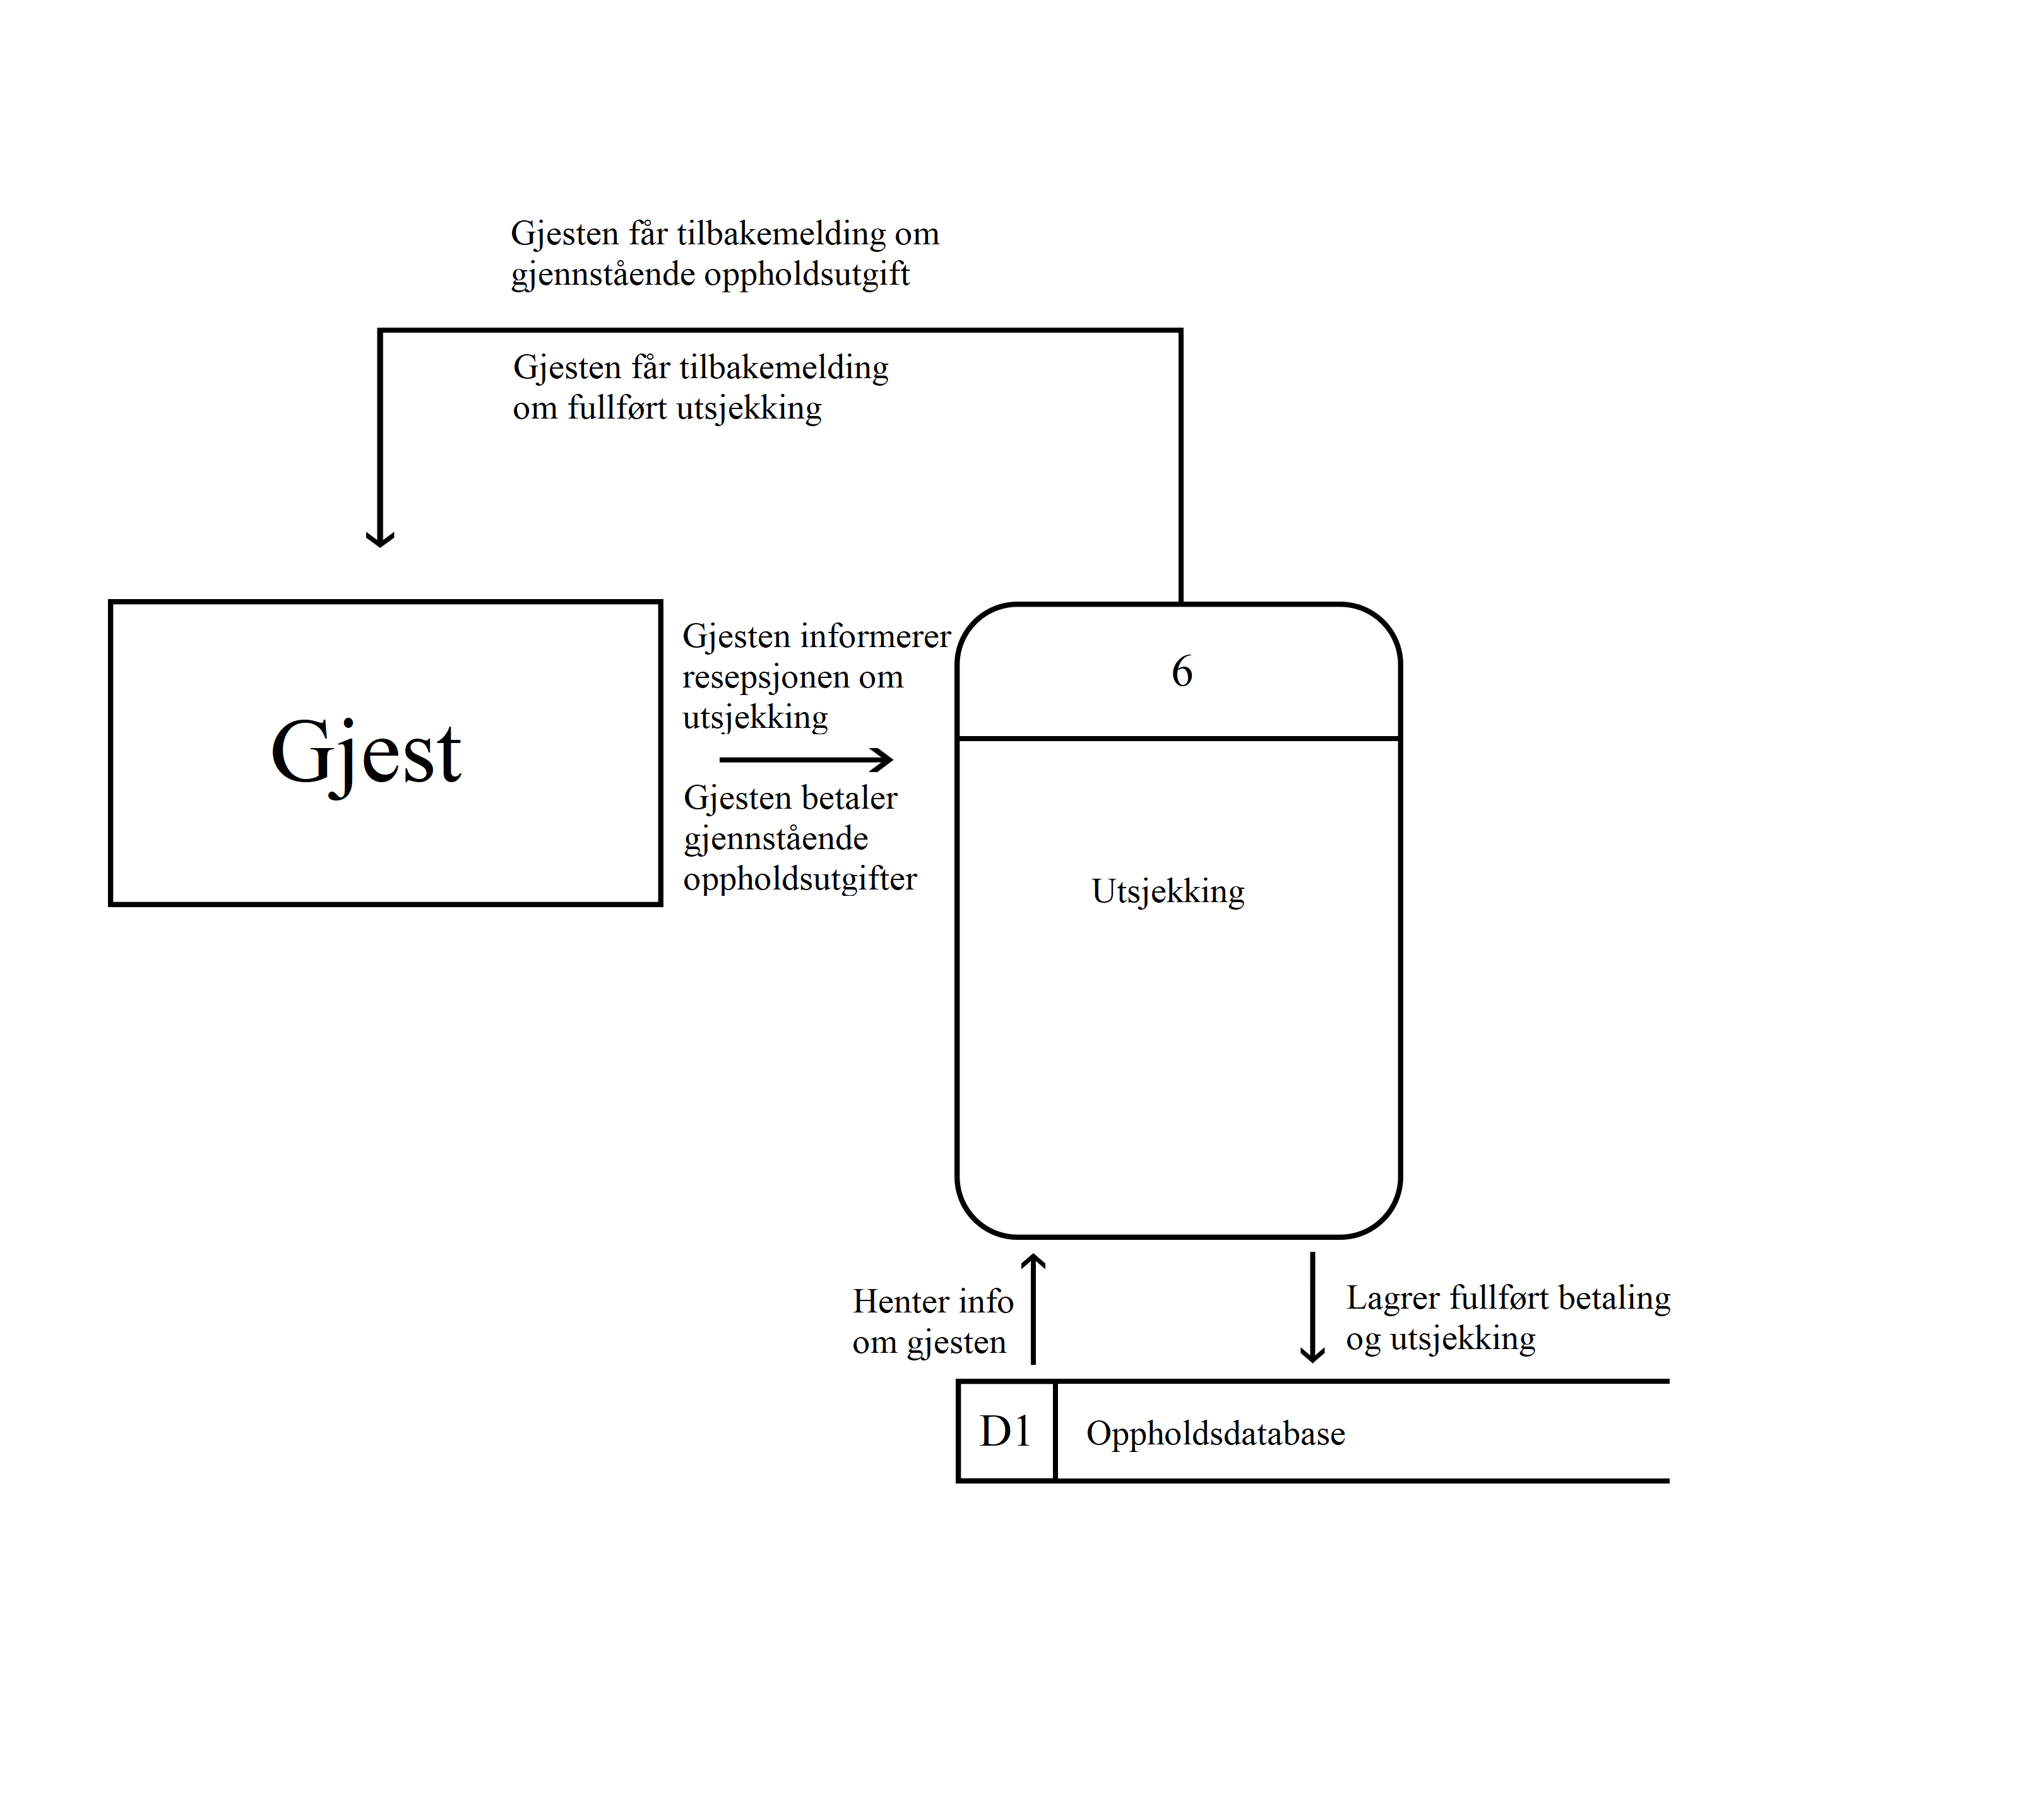 Gjesten får tilbakemelding om
gjennstående oppholdsutgift
Gjesten får tilbakemelding
om fullført utsjekking
Gjest
Gjesten informerer
resepsjonen om
utsjekking
Gjesten betaler
gjennstående
oppholdsutgifter
6
Utsjekking
Henter info
om gjesten
Lagrer fullført betaling
og utsjekking
D1
Oppholdsdatabase